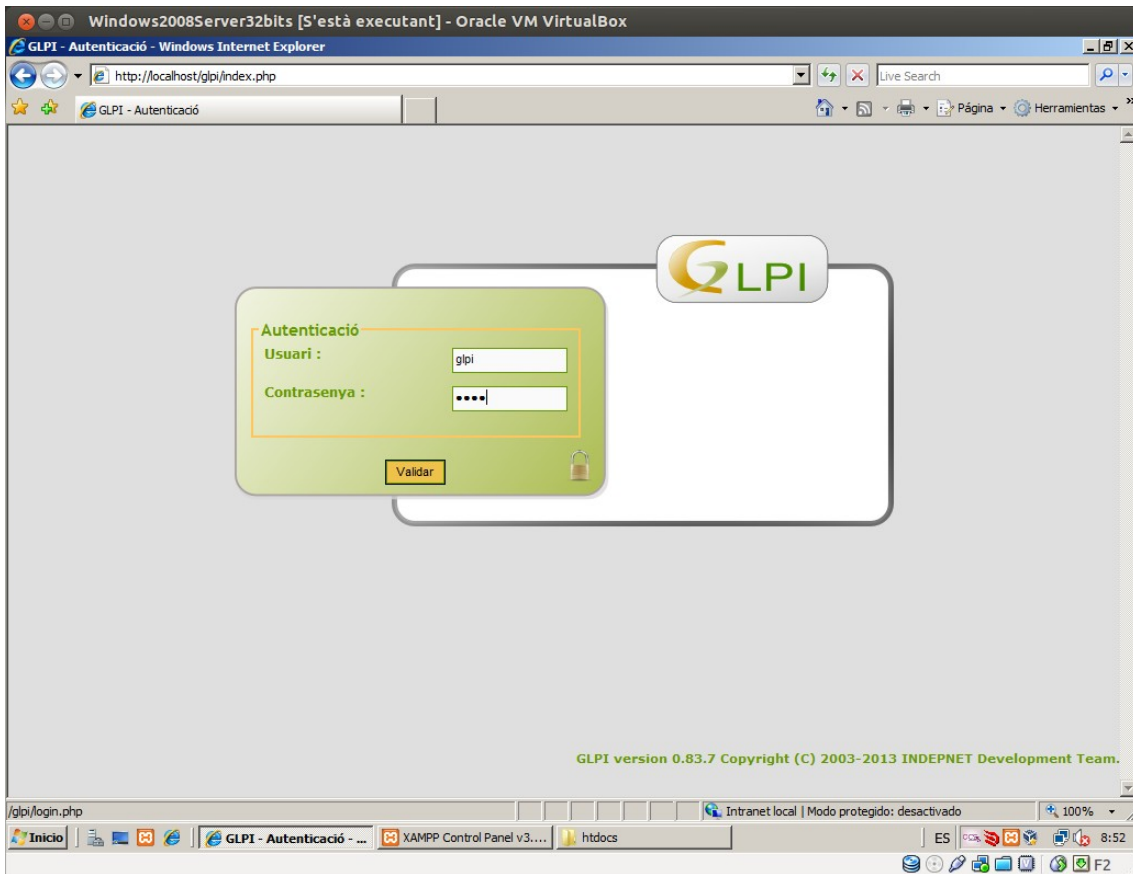 Windows2008Server32bits [S'està executant] - Oracle VM VirtualBox
GLPI - Autenticació - Windows Internet Explorer
http://localhost/glpi/index.php
Live Search
GLPI - Autenticació
Página
Herramientas
GLPI
Autenticació
Usuari :
glpi
Contrasenya :
••••
Validar
GLPI version 0.83.7 Copyright (C) 2003-2013 INDEPNET Development Team.
/glpi/login.php
Intranet local | Modo protegido: desactivado
100%
Inicio
GLPI - Autenticació - ...
XAMPP Control Panel v3....
htdocs
ES
8:52
F2